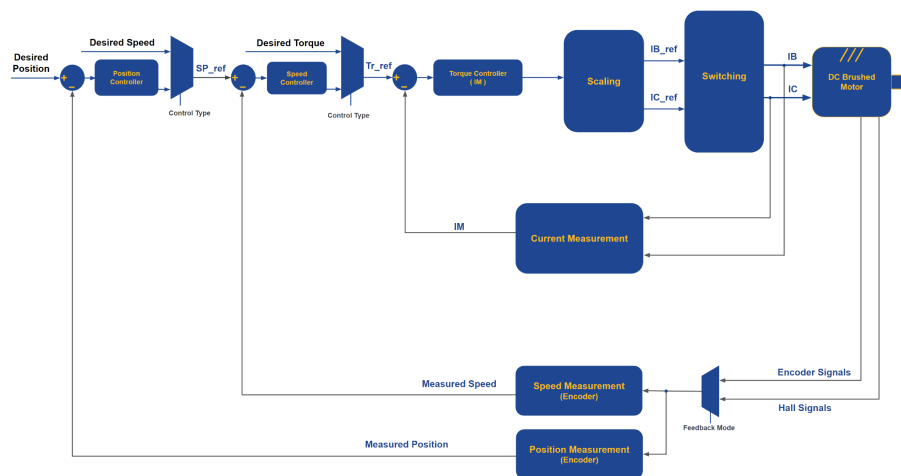 Desired Speed
Desired Torque
Desired
Position
+
−
Position
Controller
SP_ref
+
−
Speed
Controller
Tr_ref
+
−
Torque Controller
( IM )
Scaling
IB_ref
IC_ref
Switching
IB
IC
DC Brushed
Motor
Control Type
Control Type
IM
Current Measurement
Encoder Signals
Measured Speed
Speed Measurement
(Encoder)
Hall Signals
Feedback Mode
Measured Position
Position Measurement
(Encoder)